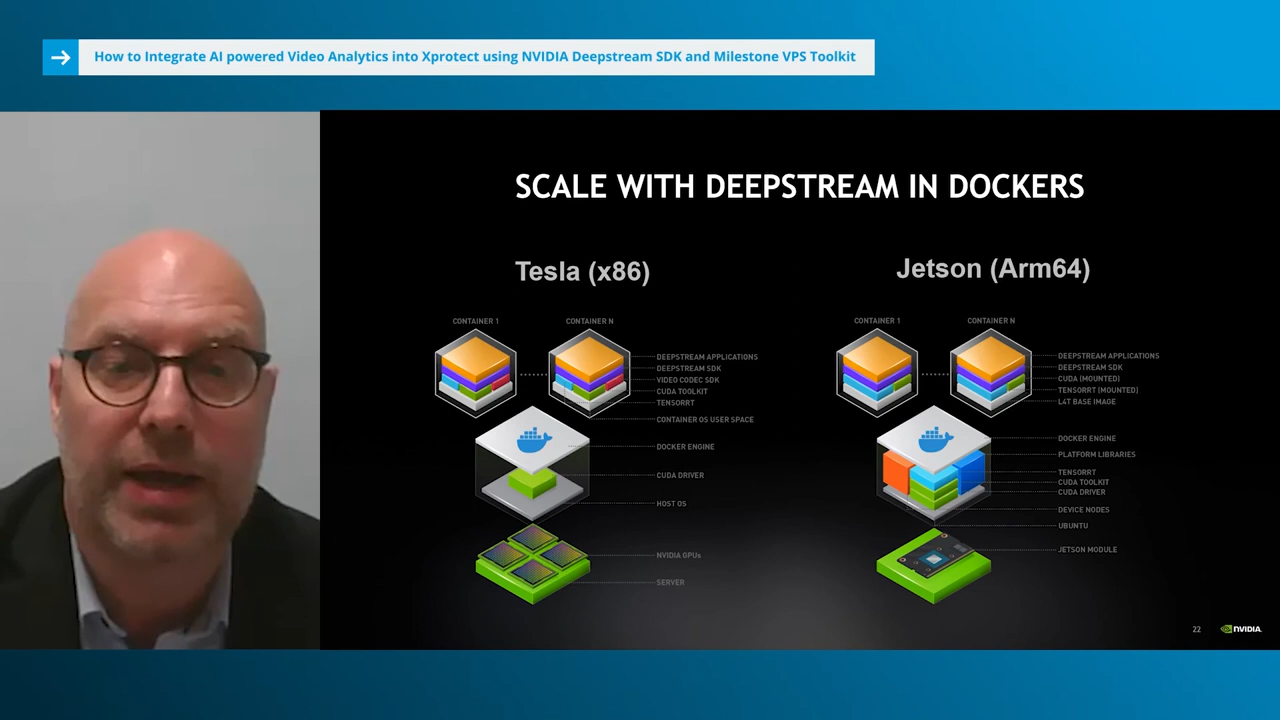 How to Integrate AI powered Video Analytics into Xprotect using NVIDIA Deepstream SDK and Milestone VPS Toolkit
SCALE WITH DEEPSTREAM IN DOCKERS
Tesla (x86)
CONTAINER 1
CONTAINER N
DEEPSTREAM APPLICATIONS
DEEPSTREAM SDK
VIDEO CODEC SDK
CUDA TOOLKIT
TENSORRT
CONTAINER OS USER SPACE
DOCKER ENGINE
CUDA DRIVER
HOST OS
NVIDIA GPUs
SERVER
Jetson (Arm64)
CONTAINER 1
CONTAINER N
DEEPSTREAM APPLICATIONS
DEEPSTREAM SDK
CUDA (MOUNTED)
TENSORRT (MOUNTED)
L4T BASE IMAGE
DOCKER ENGINE
PLATFORM LIBRARIES
TENSORRT
CUDA TOOLKIT
CUDA DRIVER
DEVICE NODES
UBUNTU
JETSON MODULE
22
NVIDIA.